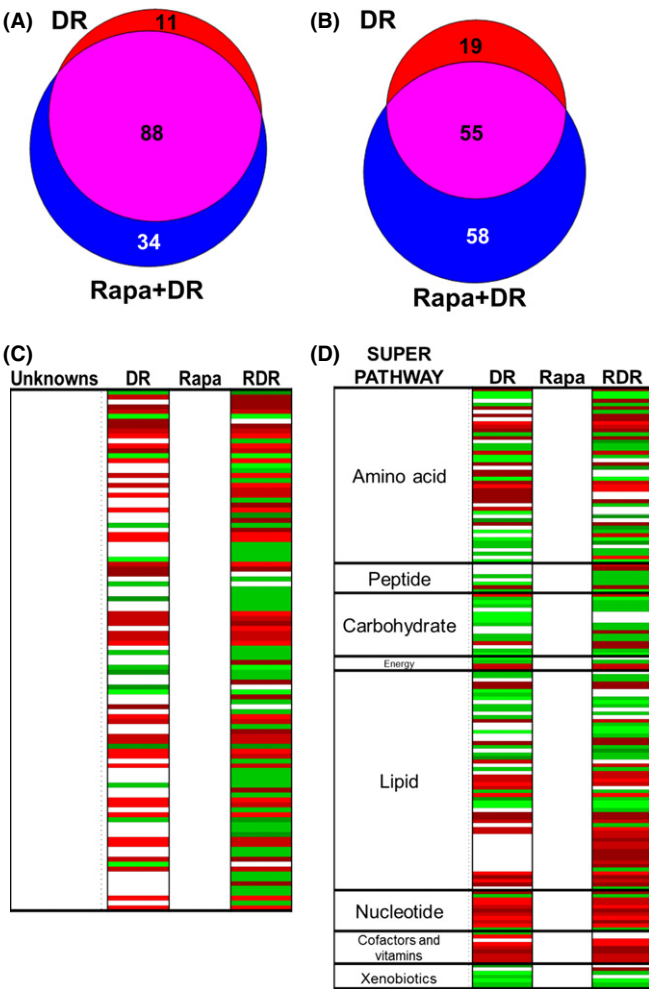 (A)
DR
11
88
34
Rapa+DR
(B)
DR
19
55
58
Rapa+DR
(C)
Unknowns DR Rapa RDR
(D)
SUPER
PATHWAY DR Rapa RDR
Amino acid
Peptide
Carbohydrate
Energy
Lipid
Nucleotide
Cofactors and
vitamins
Xenobiotics